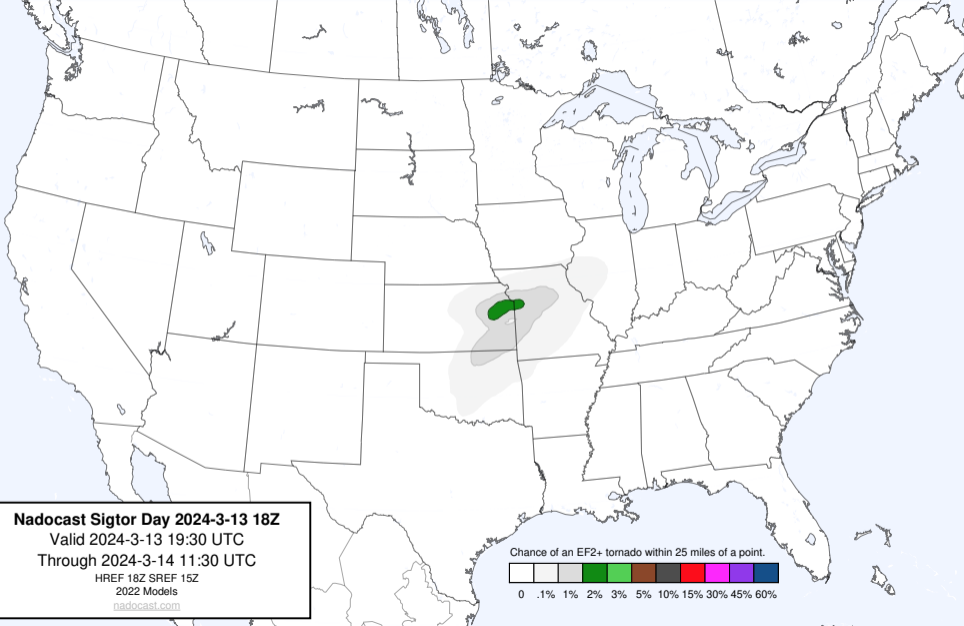 Nadocast Sigtor Day 2024-3-13 18Z
Valid 2024-3-13 19:30 UTC
Through 2024-3-14 11:30 UTC
HREF 18Z SREF 15Z
2022 Models
nadocast.com
Chance of an EF2+ tornado within 25 miles of a point.
0 .1% 1% 2% 3% 5% 10% 15% 30% 45% 60%